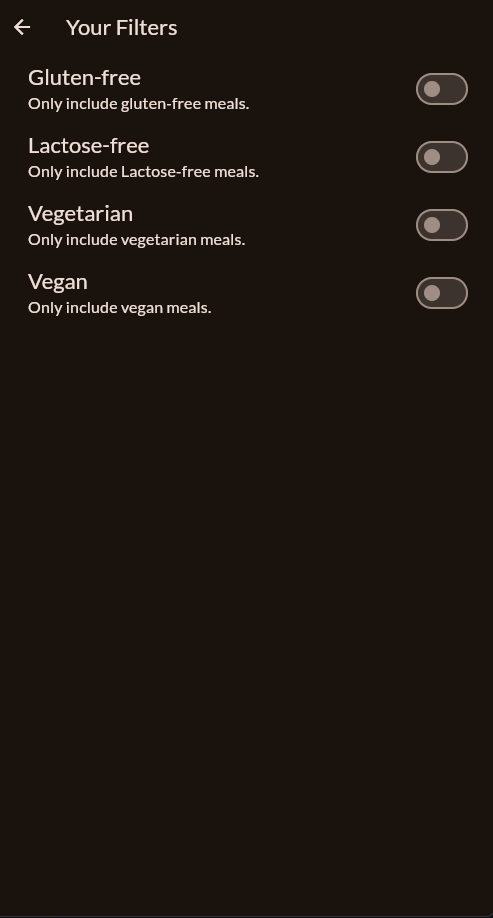 Your Filters
Gluten-free
Only include gluten-free meals.
Lactose-free
Only include Lactose-free meals.
Vegetarian
Only include vegetarian meals.
Vegan
Only include vegan meals.